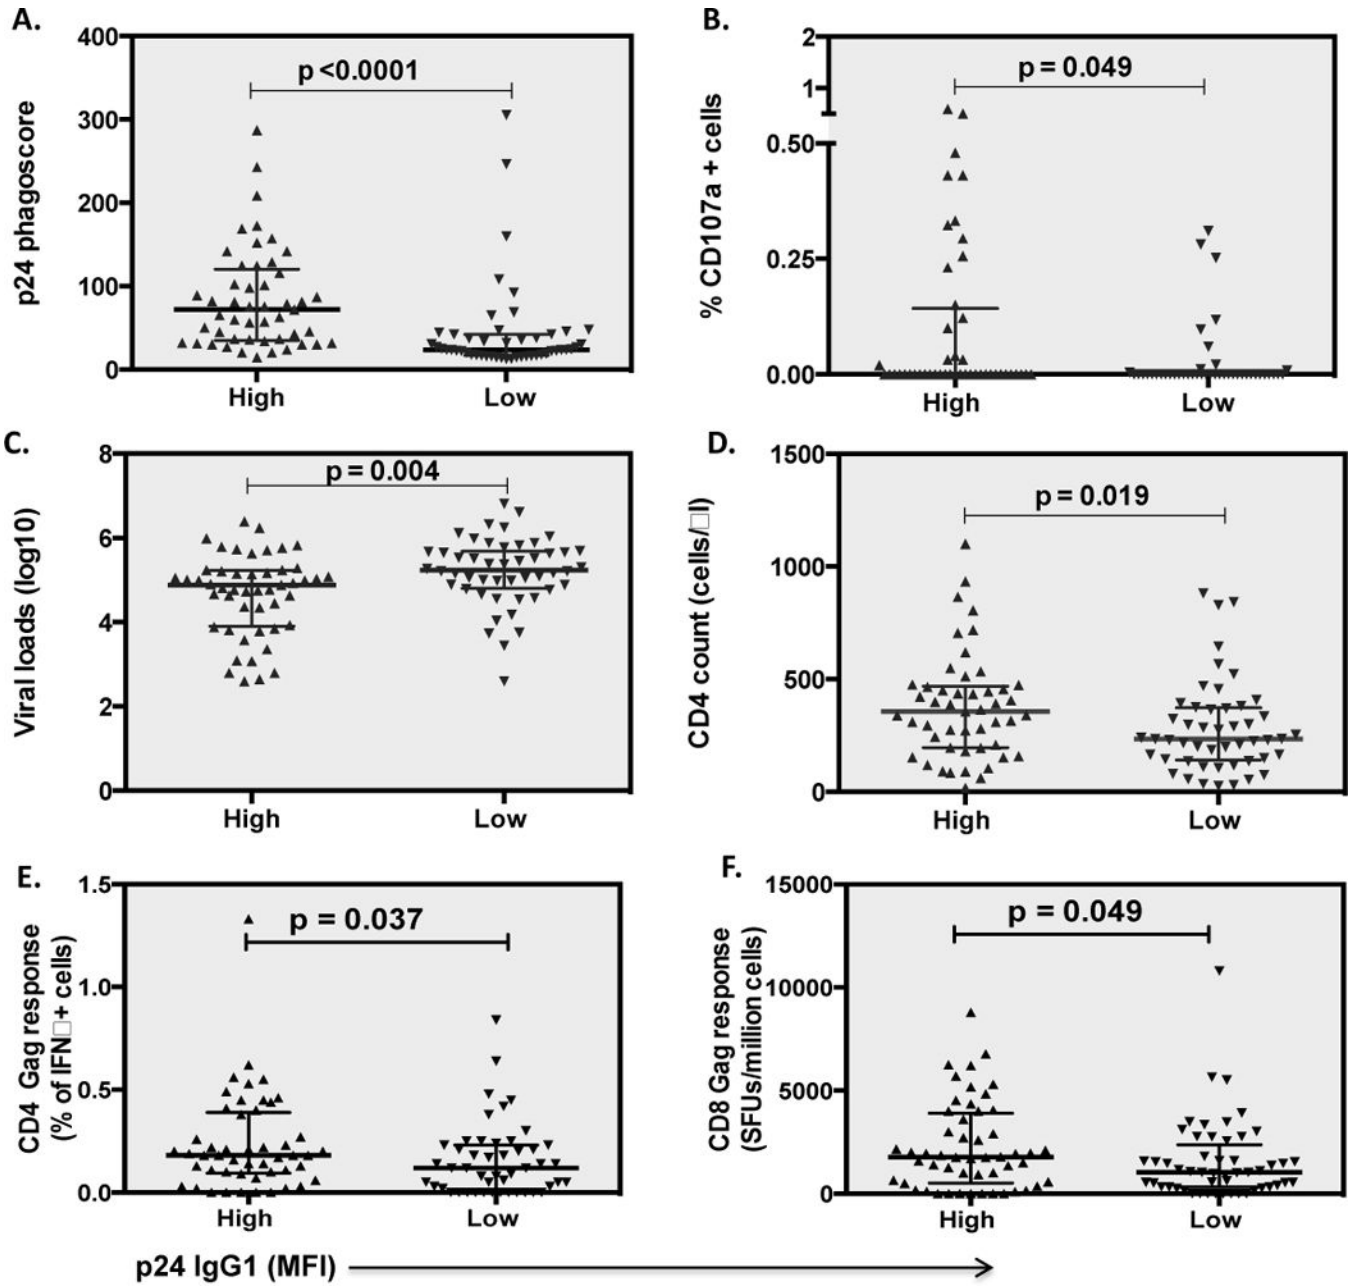 A.
400
300
200
100
0
p24 phagoscore
p <0.0001
High
Low
B.
2
1
0.50
0.25
0.00
% CD107a + cells
p = 0.049
High
Low
C.
8
6
4
2
0
Viral loads (log10)
p = 0.004
High
Low
D.
1500
1000
500
0
CD4 count (cells/□l)
p = 0.019
High
Low
E.
1.5
1.0
0.5
0.0
CD4 Gag response
(% of IFN□+ cells)
p = 0.037
High
Low
F.
15000
10000
5000
0
CD8 Gag response
(SFUs/million cells)
p = 0.049
High
Low
p24 IgG1 (MFI)